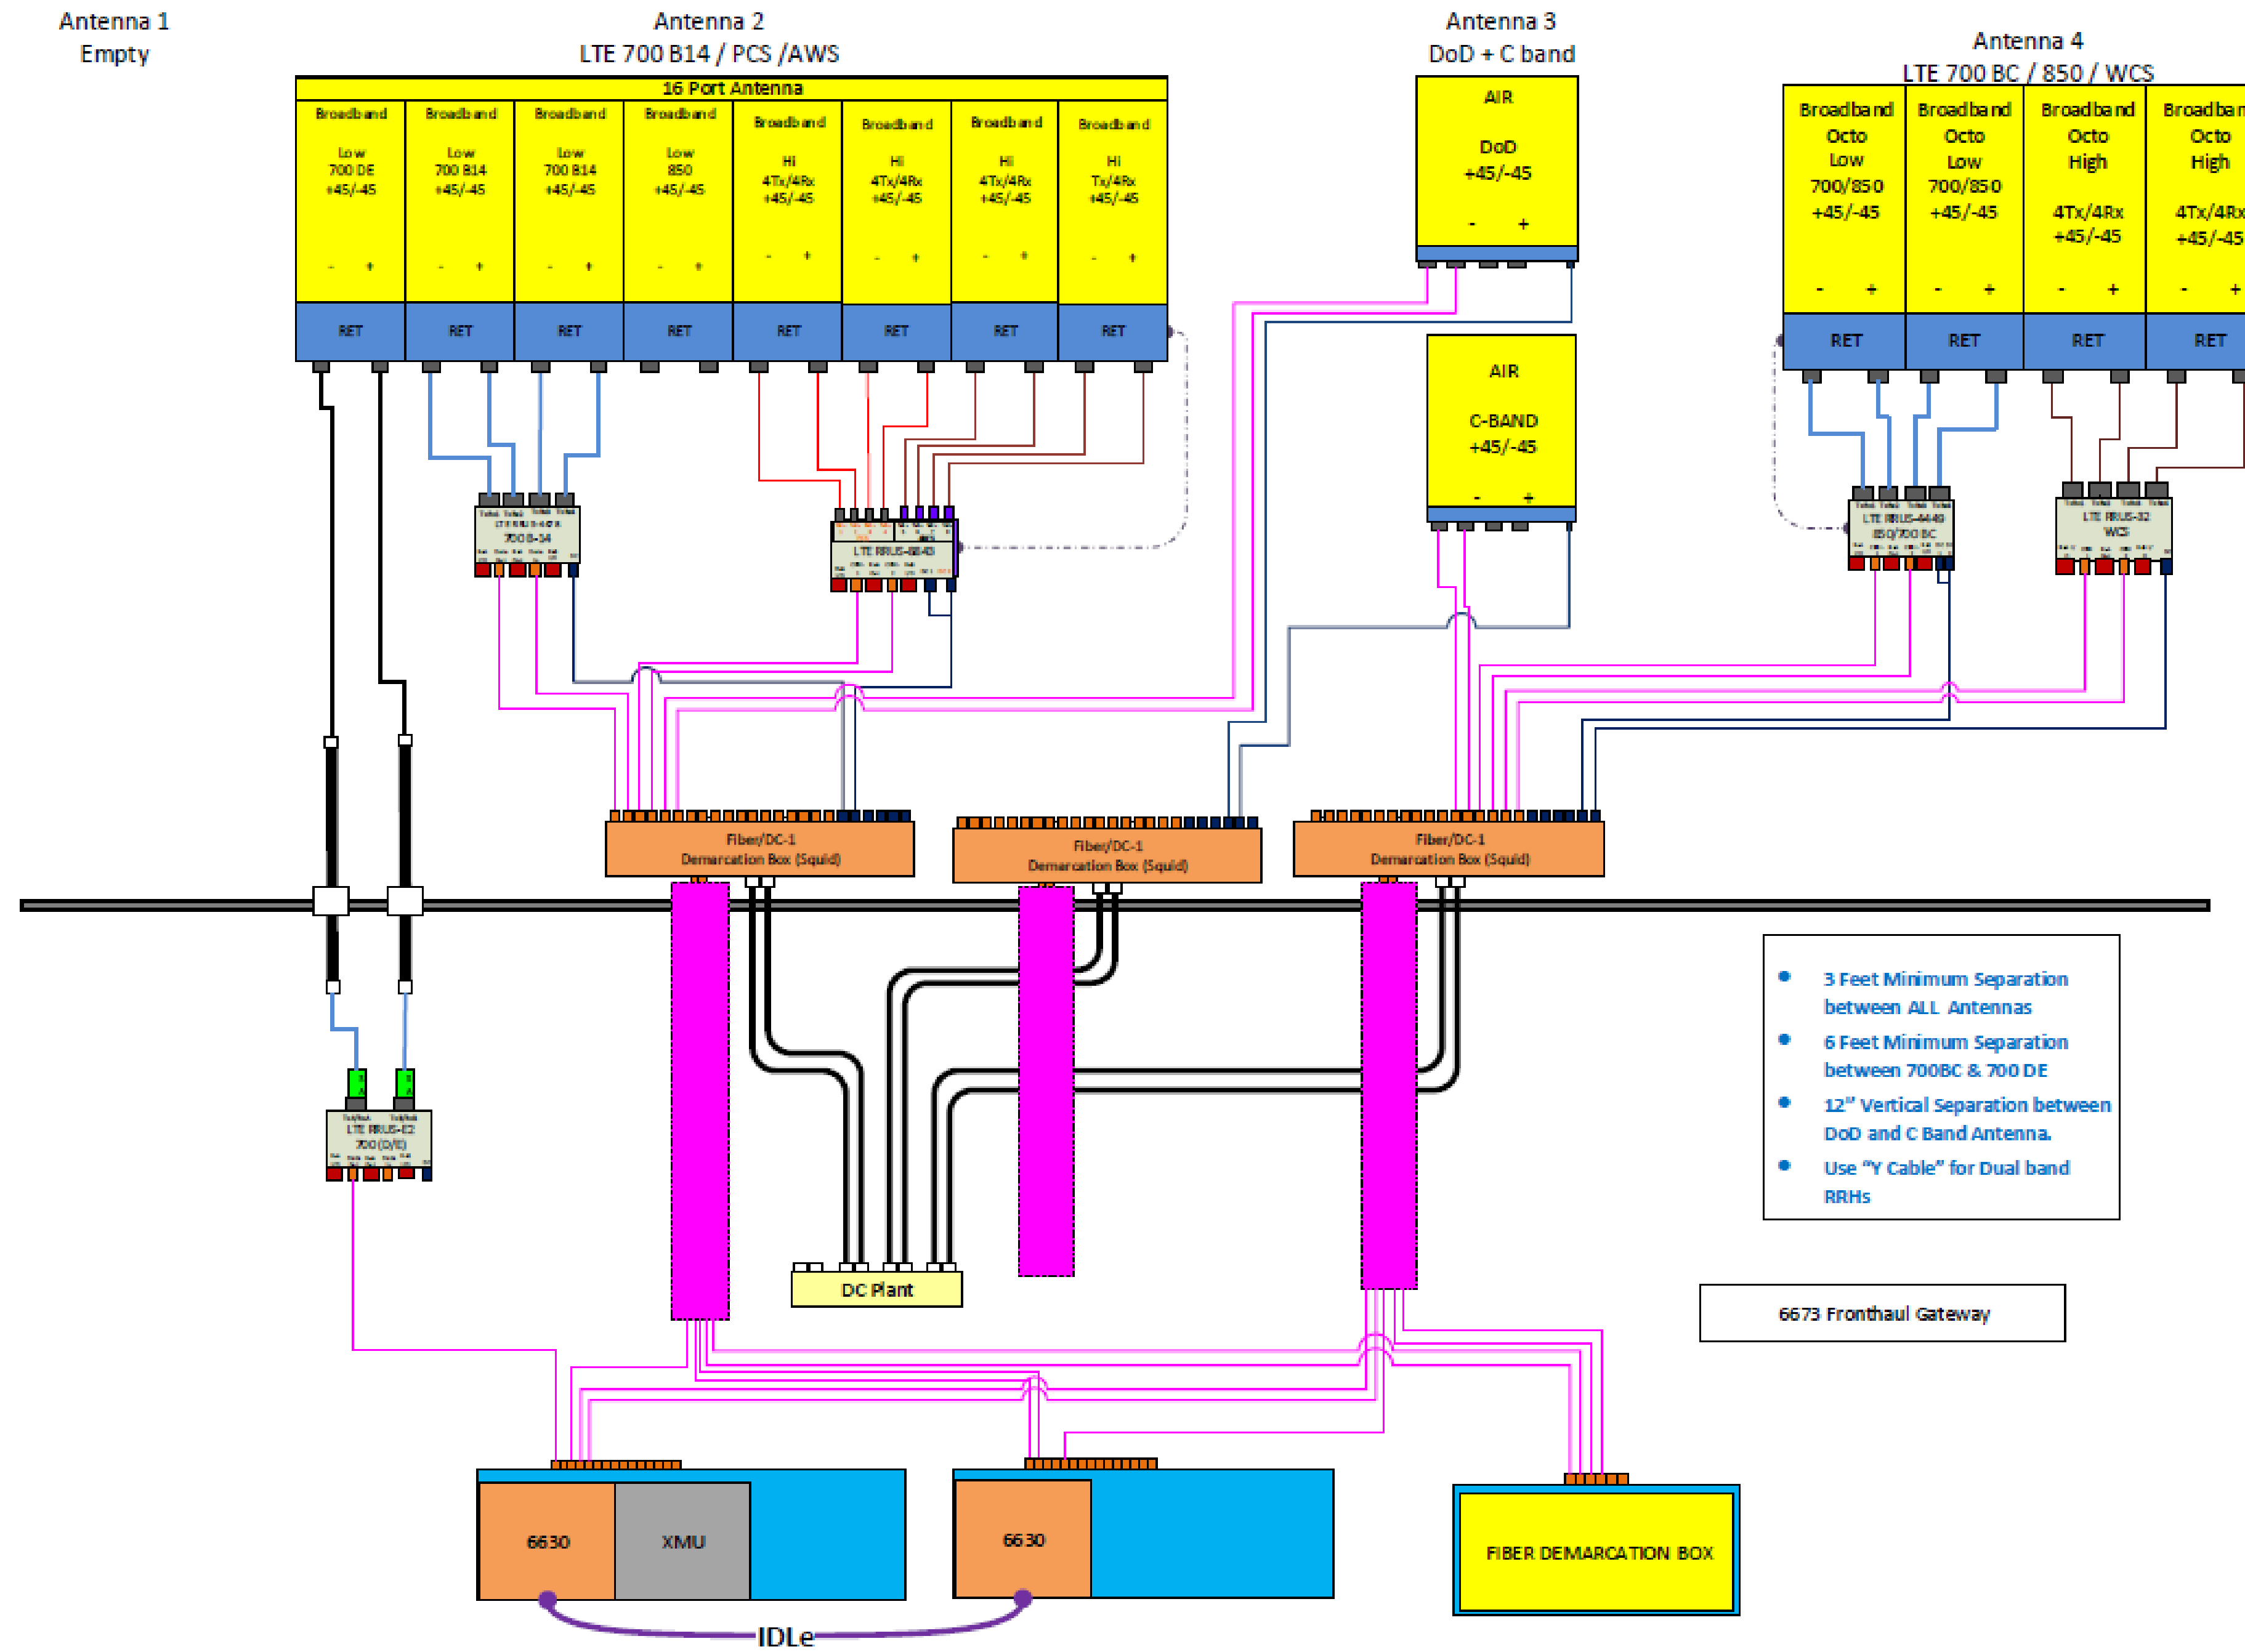 Antenna 1
Empty
Antenna 2
LTE 700 B14 / PCS /AWS
Antenna 3
DoD + C band
Antenna 4
LTE 700 BC / 850 / WCS
16 Port Antenna
Broadband
Low
700 DE
+45/-45
- +
RET
Broadband
Low
700 B14
+45/-45
- +
RET
Broadband
Low
700 B14
+45/-45
- +
RET
Broadband
Low
850
+45/-45
- +
RET
Broadband
Hi
4Tx/4Rx
+45/-45
- +
RET
Broadband
Hi
4Tx/4Rx
+45/-45
- +
RET
Broadband
Hi
4Tx/4Rx
+45/-45
- +
RET
Broadband
Hi
Tx/4Rx
+45/-45
- +
RET
AIR
DoD
+45/-45
- +
AIR
C-BAND
+45/-45
- +
Broadband
Octo
Low
700/850
+45/-45
- +
RET
Broadband
Octo
Low
700/850
+45/-45
- +
RET
Broadband
Octo
High
4Tx/4Rx
+45/-45
- +
RET
Broadban
Octo
High
4Tx/4Rx
+45/-45
- +
RET
LTE RRUS-4478
700 B-14
LTE RRUS-8843
LTE RRUS-4449
850/700 BC
LTE RRUS-32
WCS
Fiber/DC-1
Demarcation Box (Squid)
Fiber/DC-1
Demarcation Box (Squid)
Fiber/DC-1
Demarcation Box (Squid)
LTE RRUS-E2
700 (D/E)
DC Plant
• 3 Feet Minimum Separation
between ALL Antennas
• 6 Feet Minimum Separation
between 700BC & 700 DE
• 12” Vertical Separation between
DoD and C Band Antenna.
• Use “Y Cable” for Dual band
RRHs
6673 Fronthaul Gateway
6630
XMU
6630
FIBER DEMARCATION BOX
IDLe